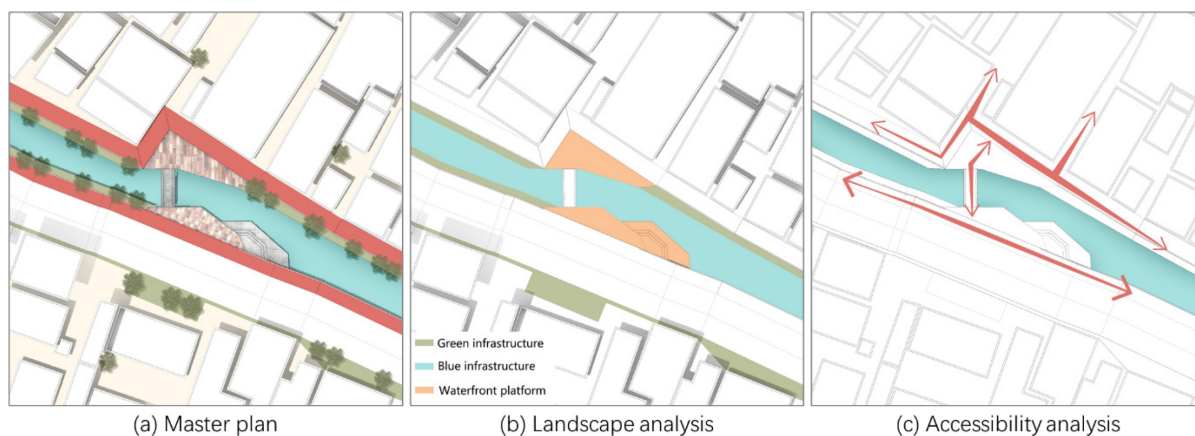 Green infrastructure
Blue infrastructure
Waterfront platform
(a) Master plan
(b) Landscape analysis
(c) Accessibility analysis